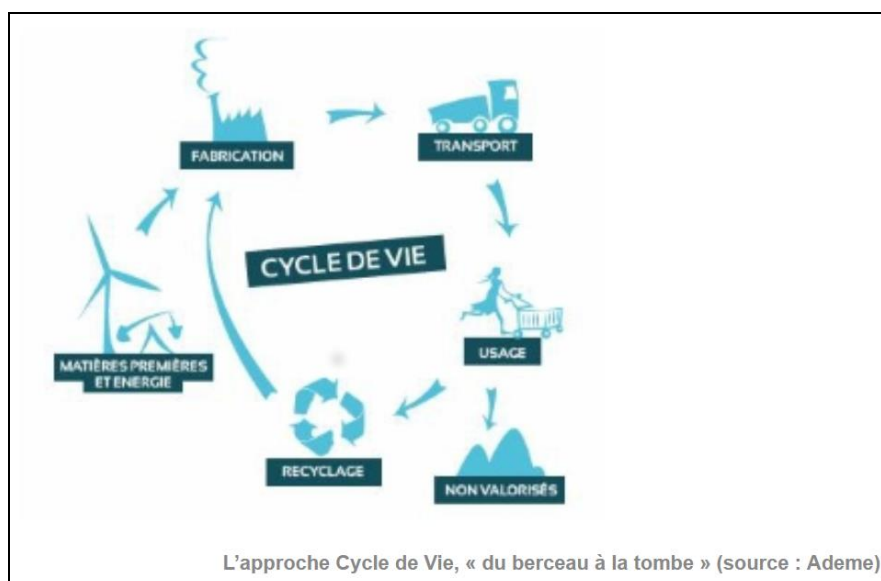 FABRICATION
TRANSPORT
CYCLE DE VIE
USAGE
MATIÈRES PREMIÈRES
ET ENERGIE
RECYCLAGE
NON VALORISÉS
L’approche Cycle de Vie, « du berceau à la tombe » (source : Ademe)